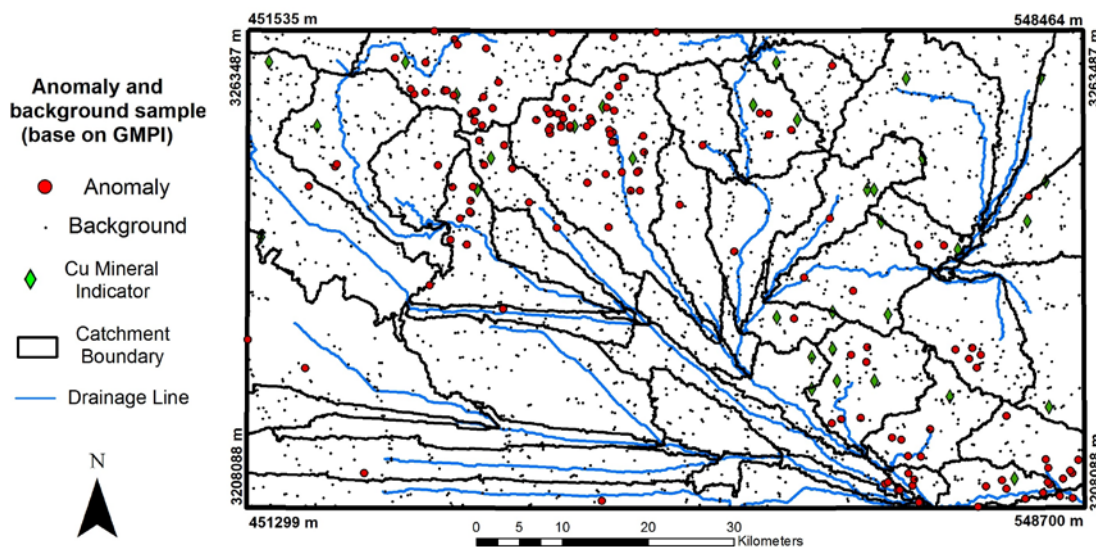 451535 m
548464 m
3263487 m
3263487 m
Anomaly and
background sample
(base on GMPI)
Anomaly
Background
Cu Mineral
Indicator
Catchment
Boundary
Drainage Line
N
3208088 m
3208088 m
451299 m
548700 m
0 5 10 20 30
Kilometers